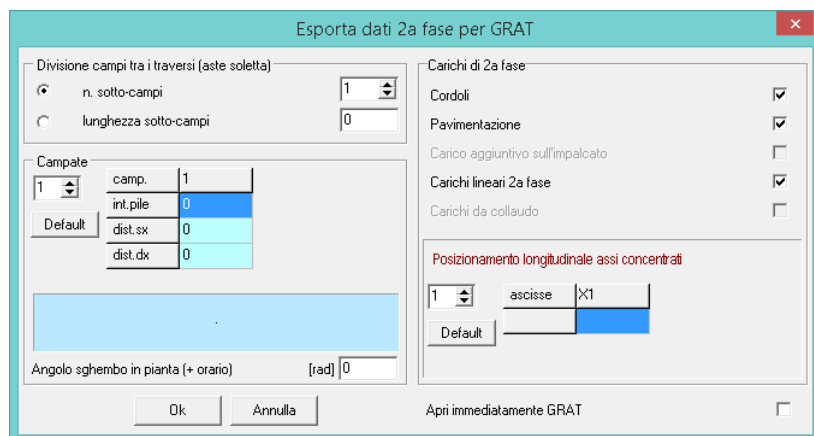 Esporta dati 2a fase per GRAT
Divisione campi tra i traversi (aste soletta)
n. sotto-campi 1
lunghezza sotto-campi 0
Campate
1
Default
camp. 1
int.pile 0
dist.sx 0
dist.dx 0
Angolo sghembo in pianta (+ orario) [rad] 0
Ok Annulla
Carichi di 2a fase
Cordoli
Pavimentazione
Carico aggiuntivo sull'impalcato
Carichi lineari 2a fase
Carichi da collaudo
Posizionamento longitudinale assi concentrati
1
Default
ascisse X1
Apri immediatamente GRAT